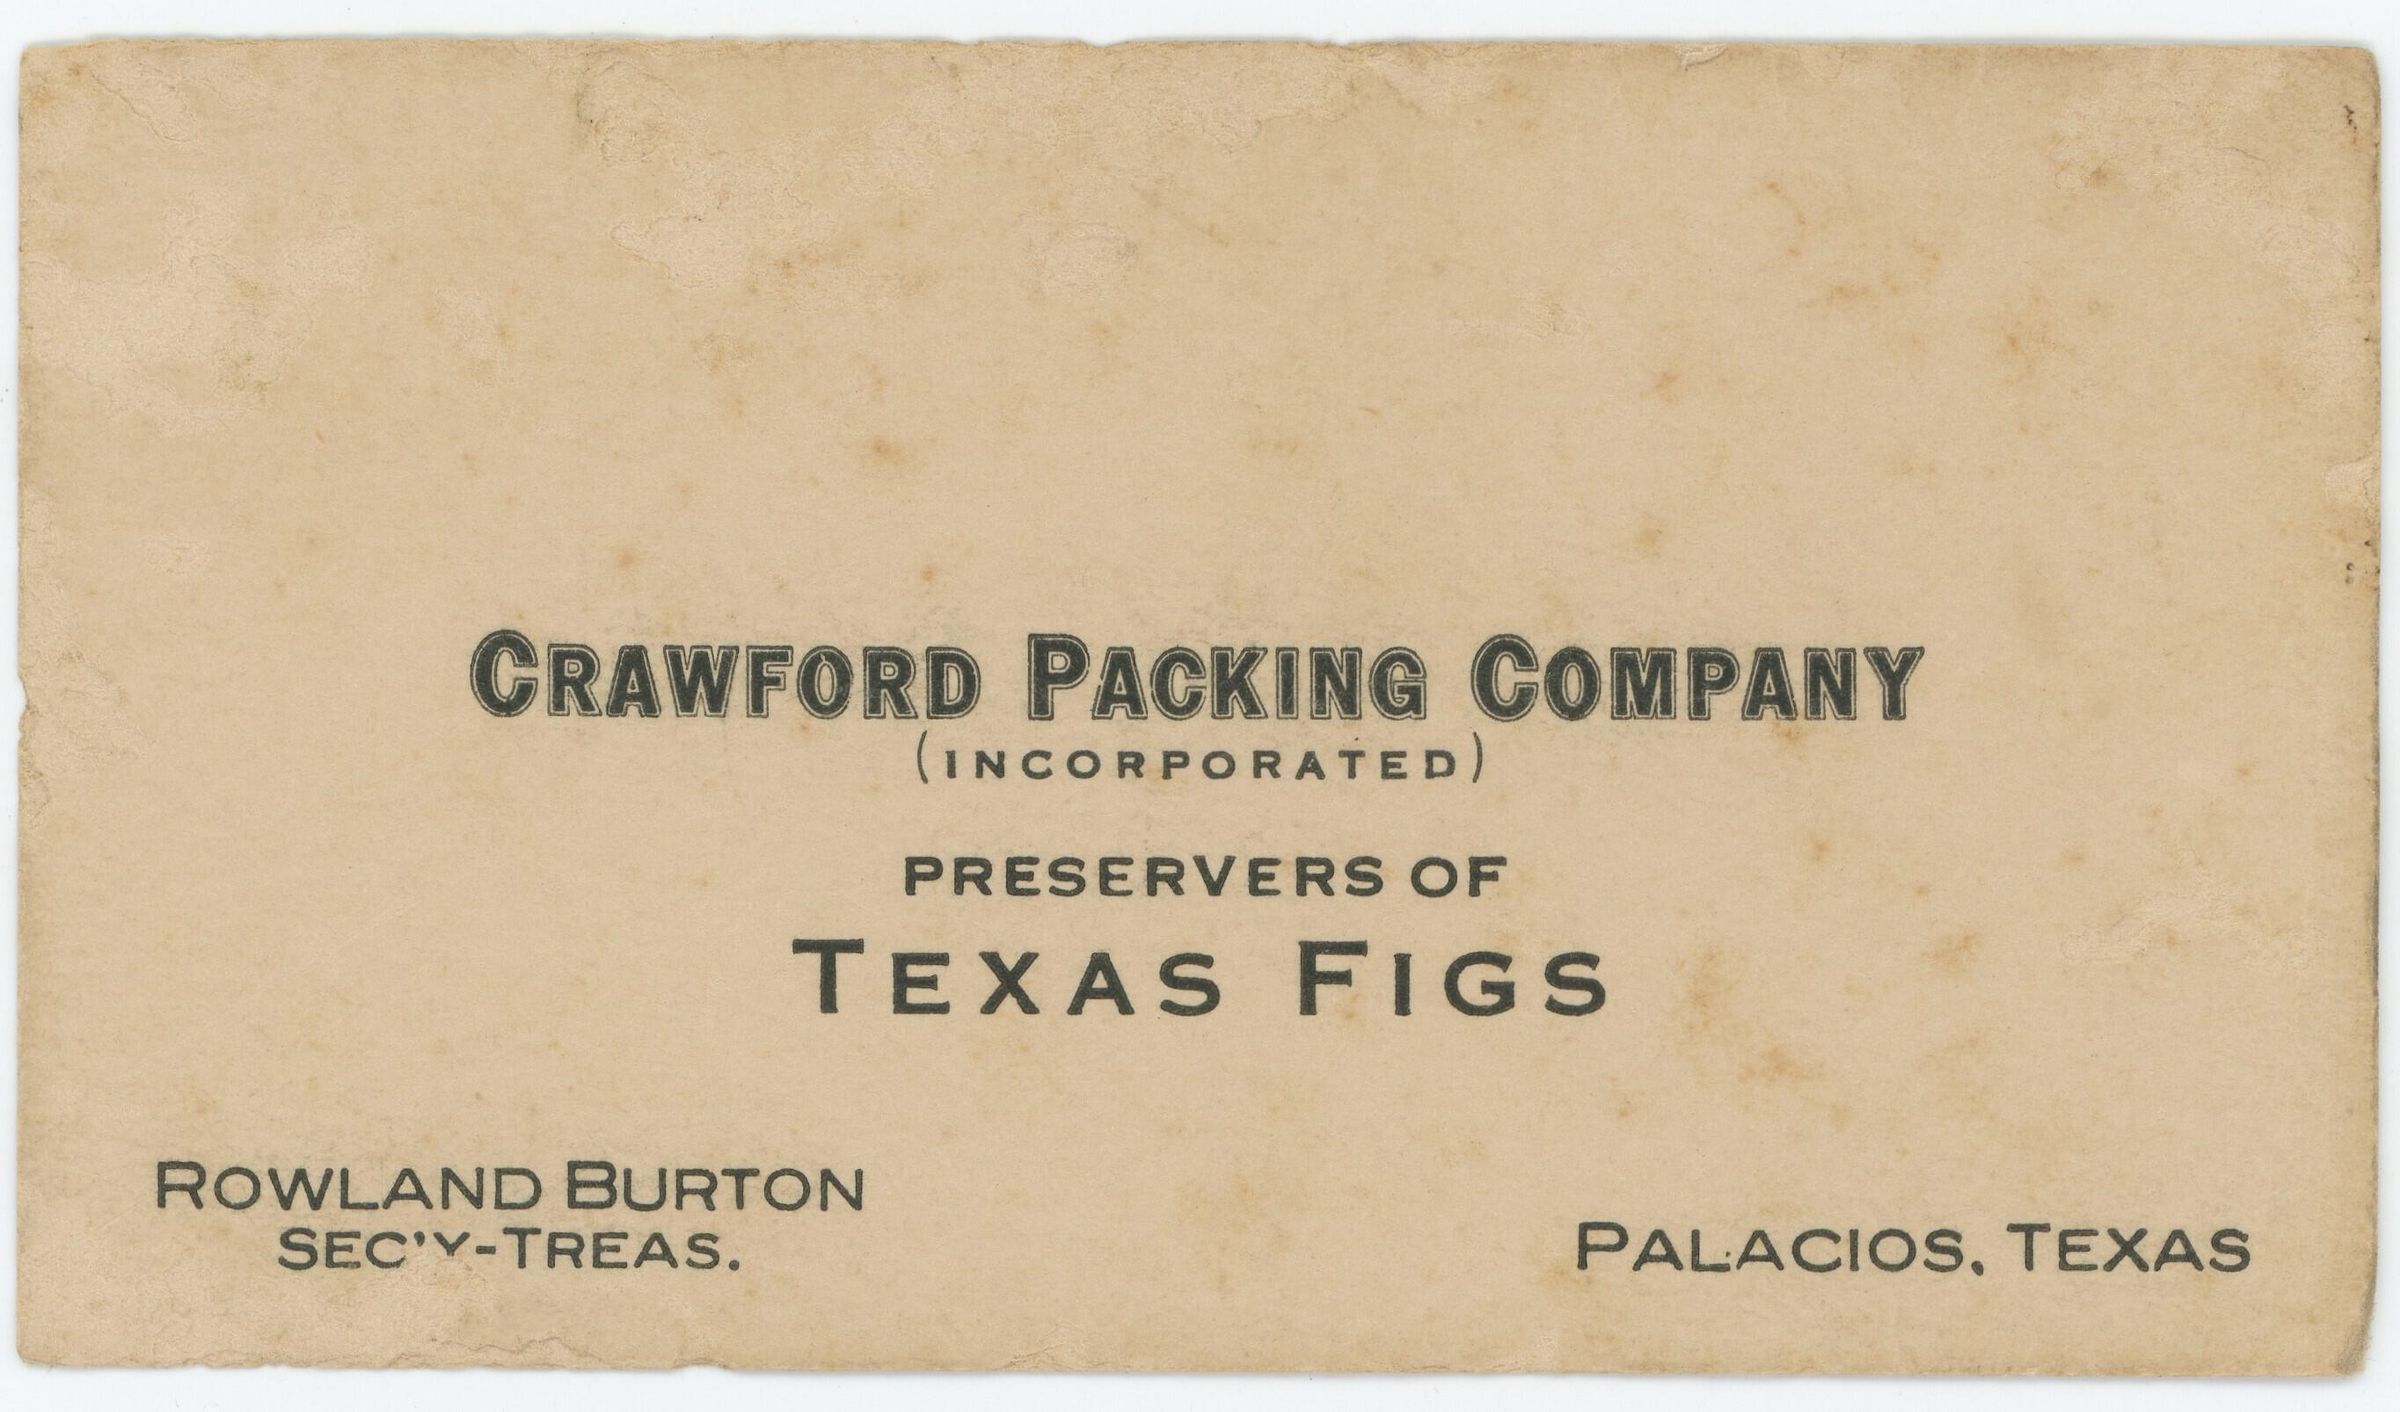 CRAWFORD PACKING COMPANY
(INCORPORATED)
PRESERVERS OF
TEXAS FIGS
ROWLAND BURTON
SEC'Y-TREAS.
PALACIOS, TEXAS